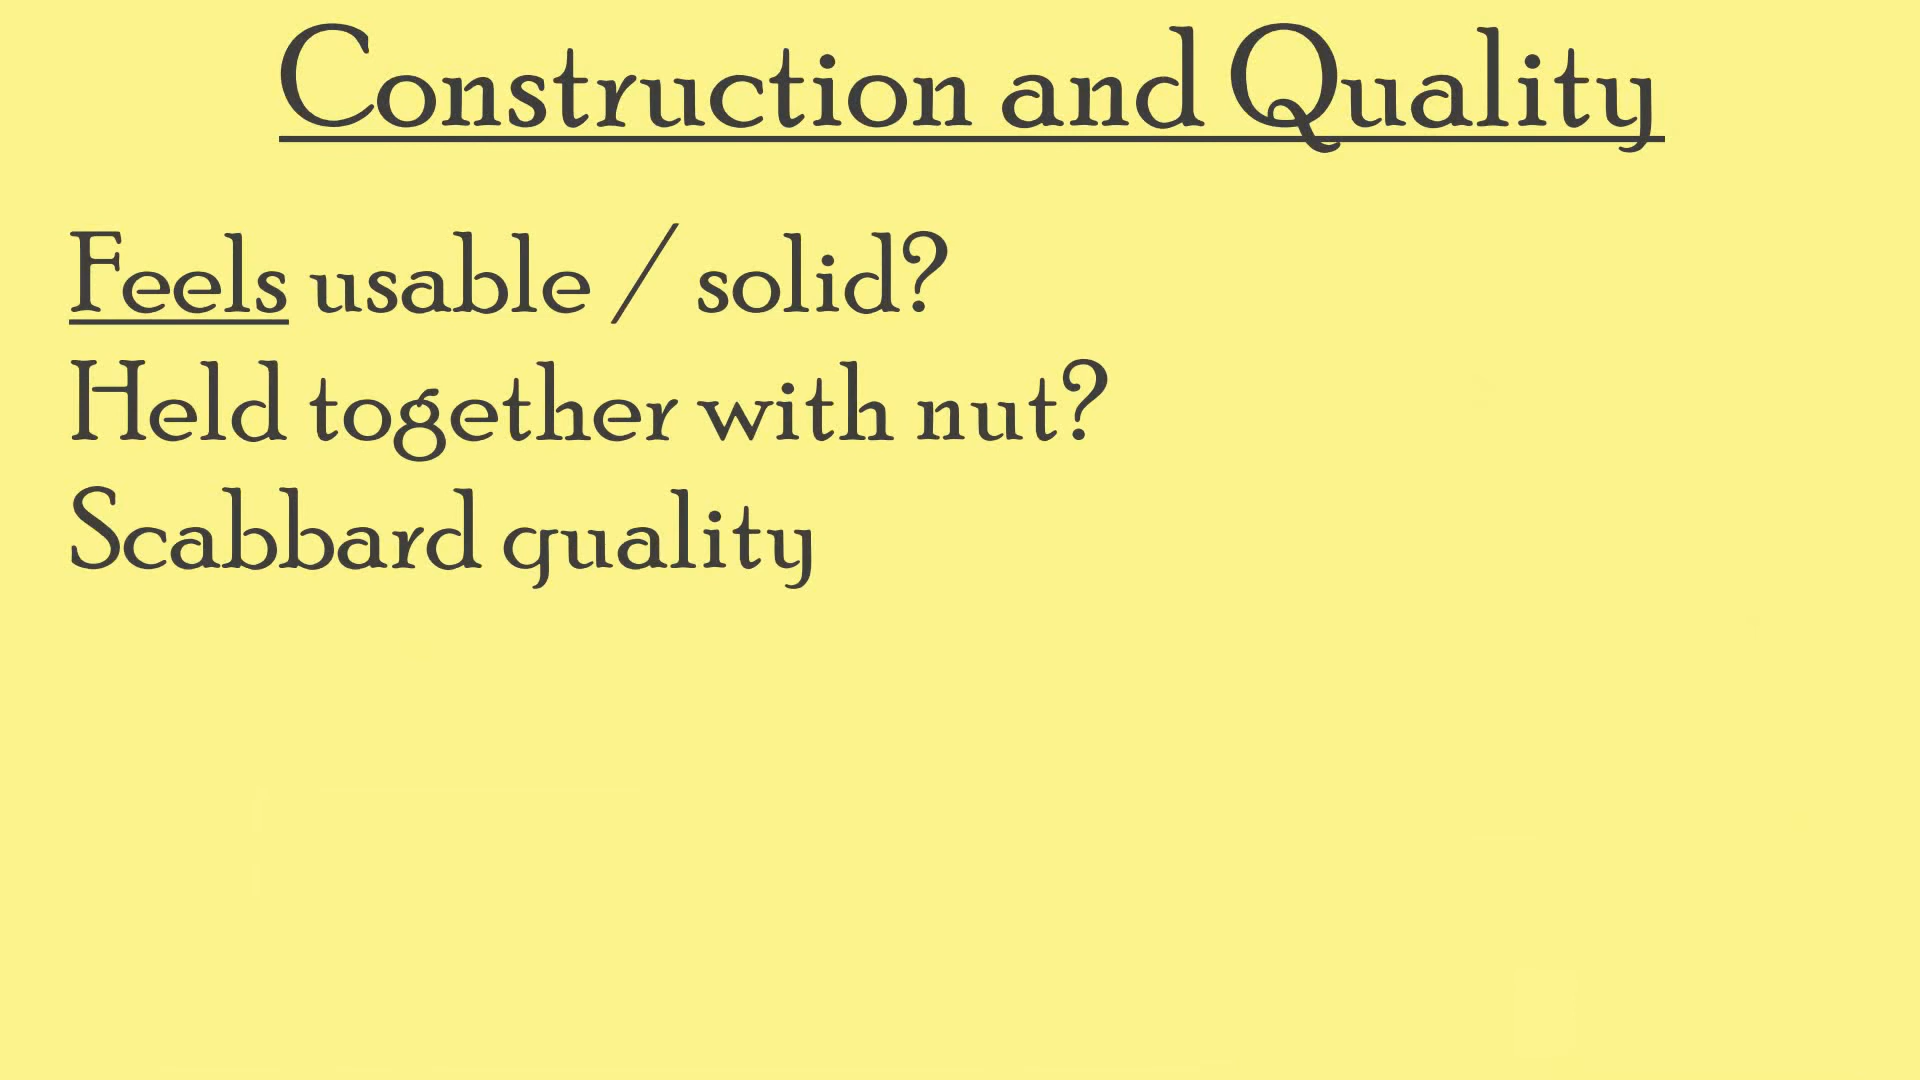 Construction and Quality
Feels usable / solid?
Held together with nut?
Scabbard quality